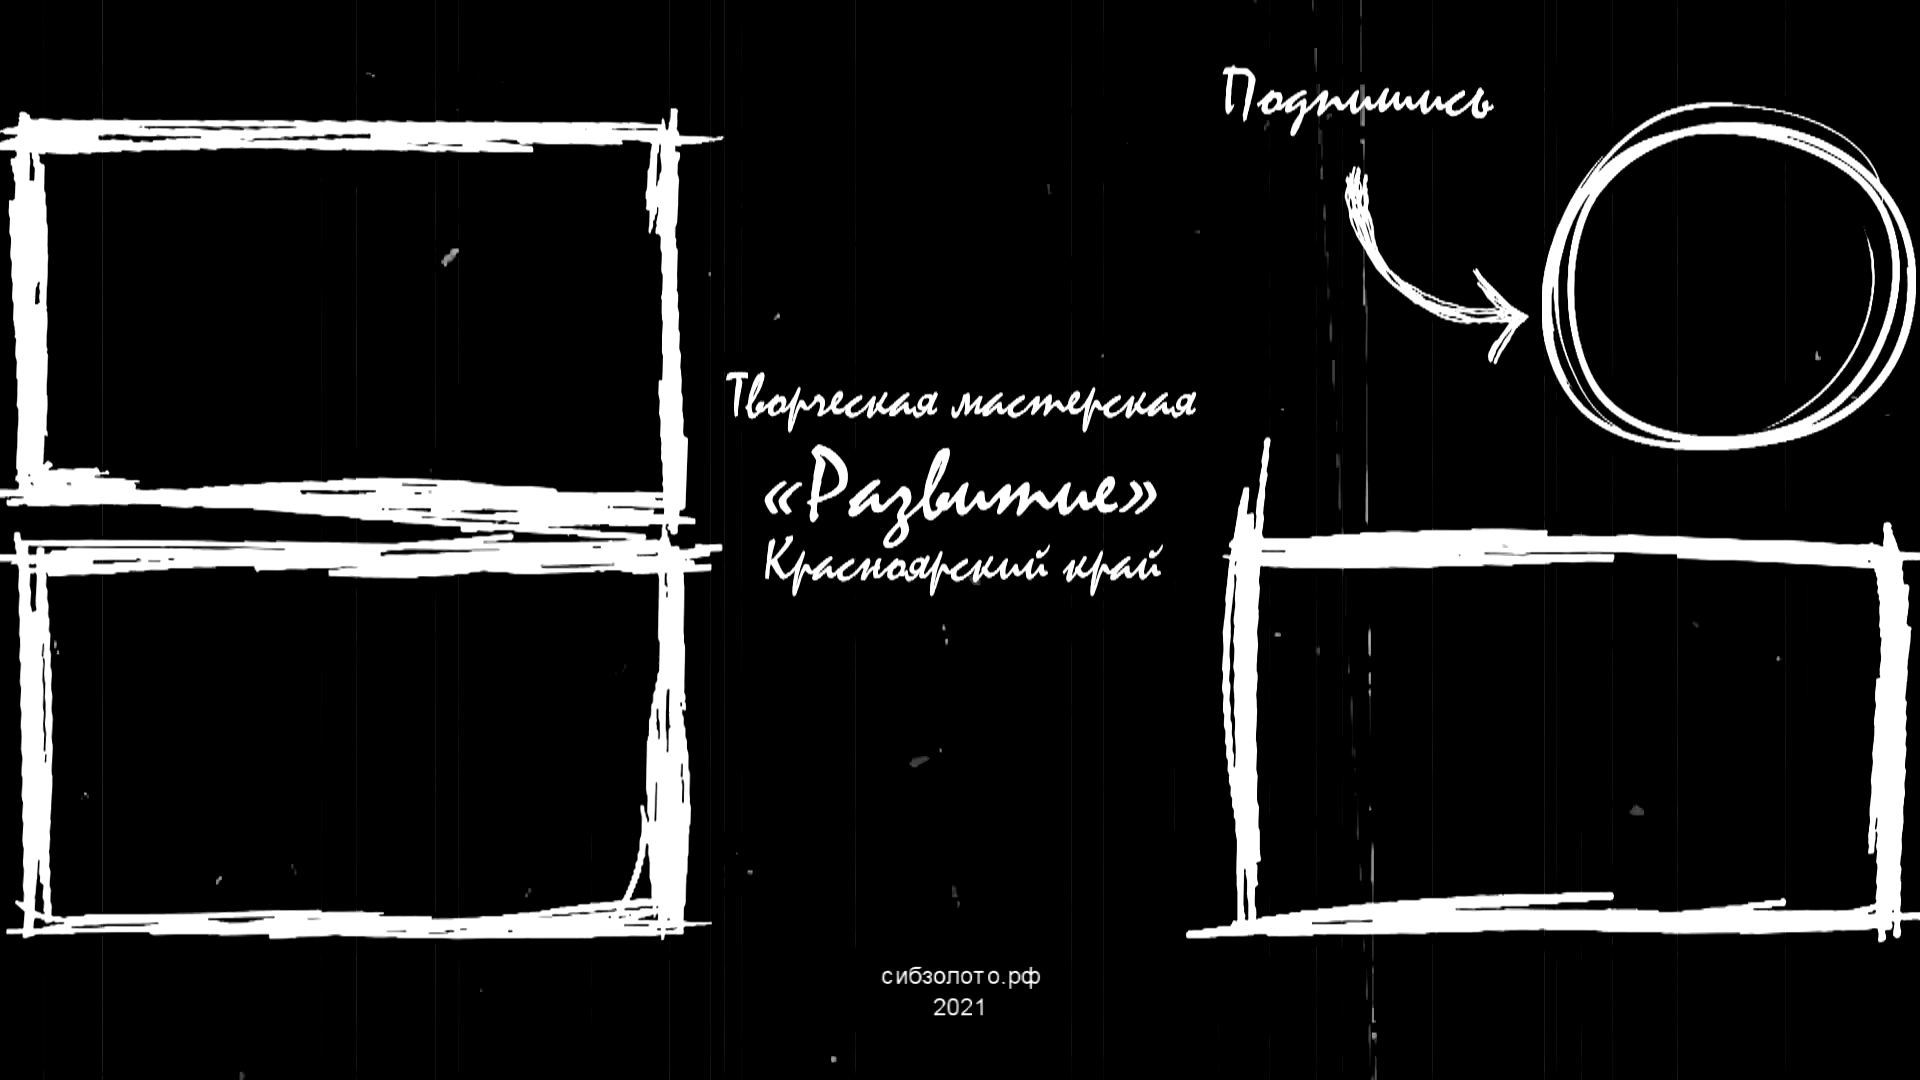 Подпишись
Творческая мастерская
«Развитие»
Красноярский край
сибзолото.рф
2021